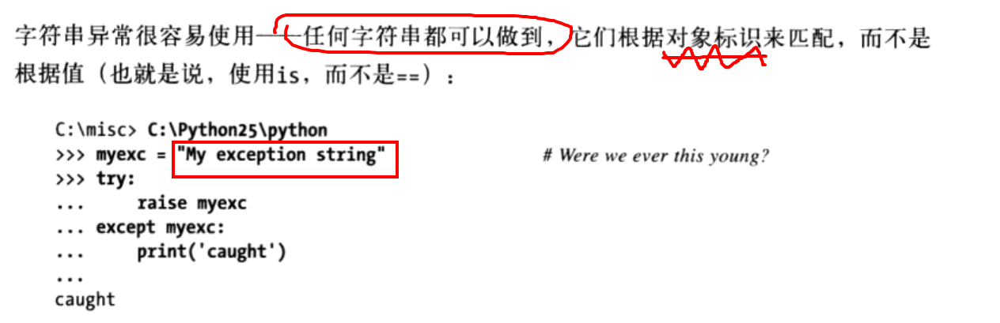 字符串异常很容易使用——任何字符串都可以做到，它们根据对象标识来匹配，而不是
根据值（也就是说，使用is，而不是==）：
C:\misc> C:\Python25\python
>>> myexc = "My exception string" # Were we ever this young?
>>> try:
... raise myexc
... except myexc:
... print('caught')
...
caught